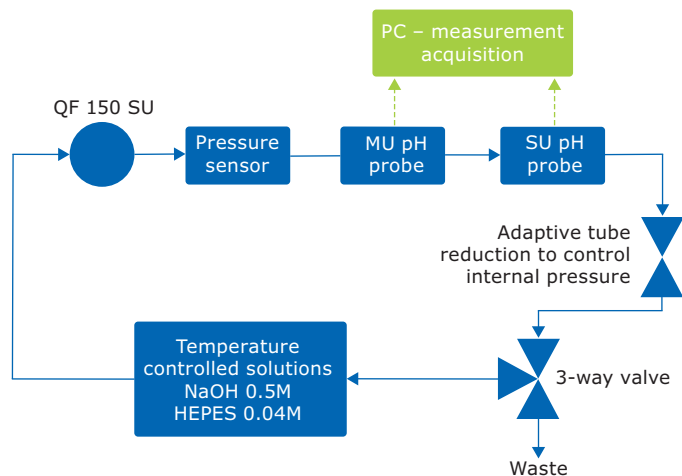 PC – measurement
acquisition
QF 150 SU
Pressure
sensor
MU pH
probe
SU pH
probe
Adaptive tube
reduction to control
internal pressure
Temperature
controlled solutions
NaOH 0.5M
HEPES 0.04M
3-way valve
Waste